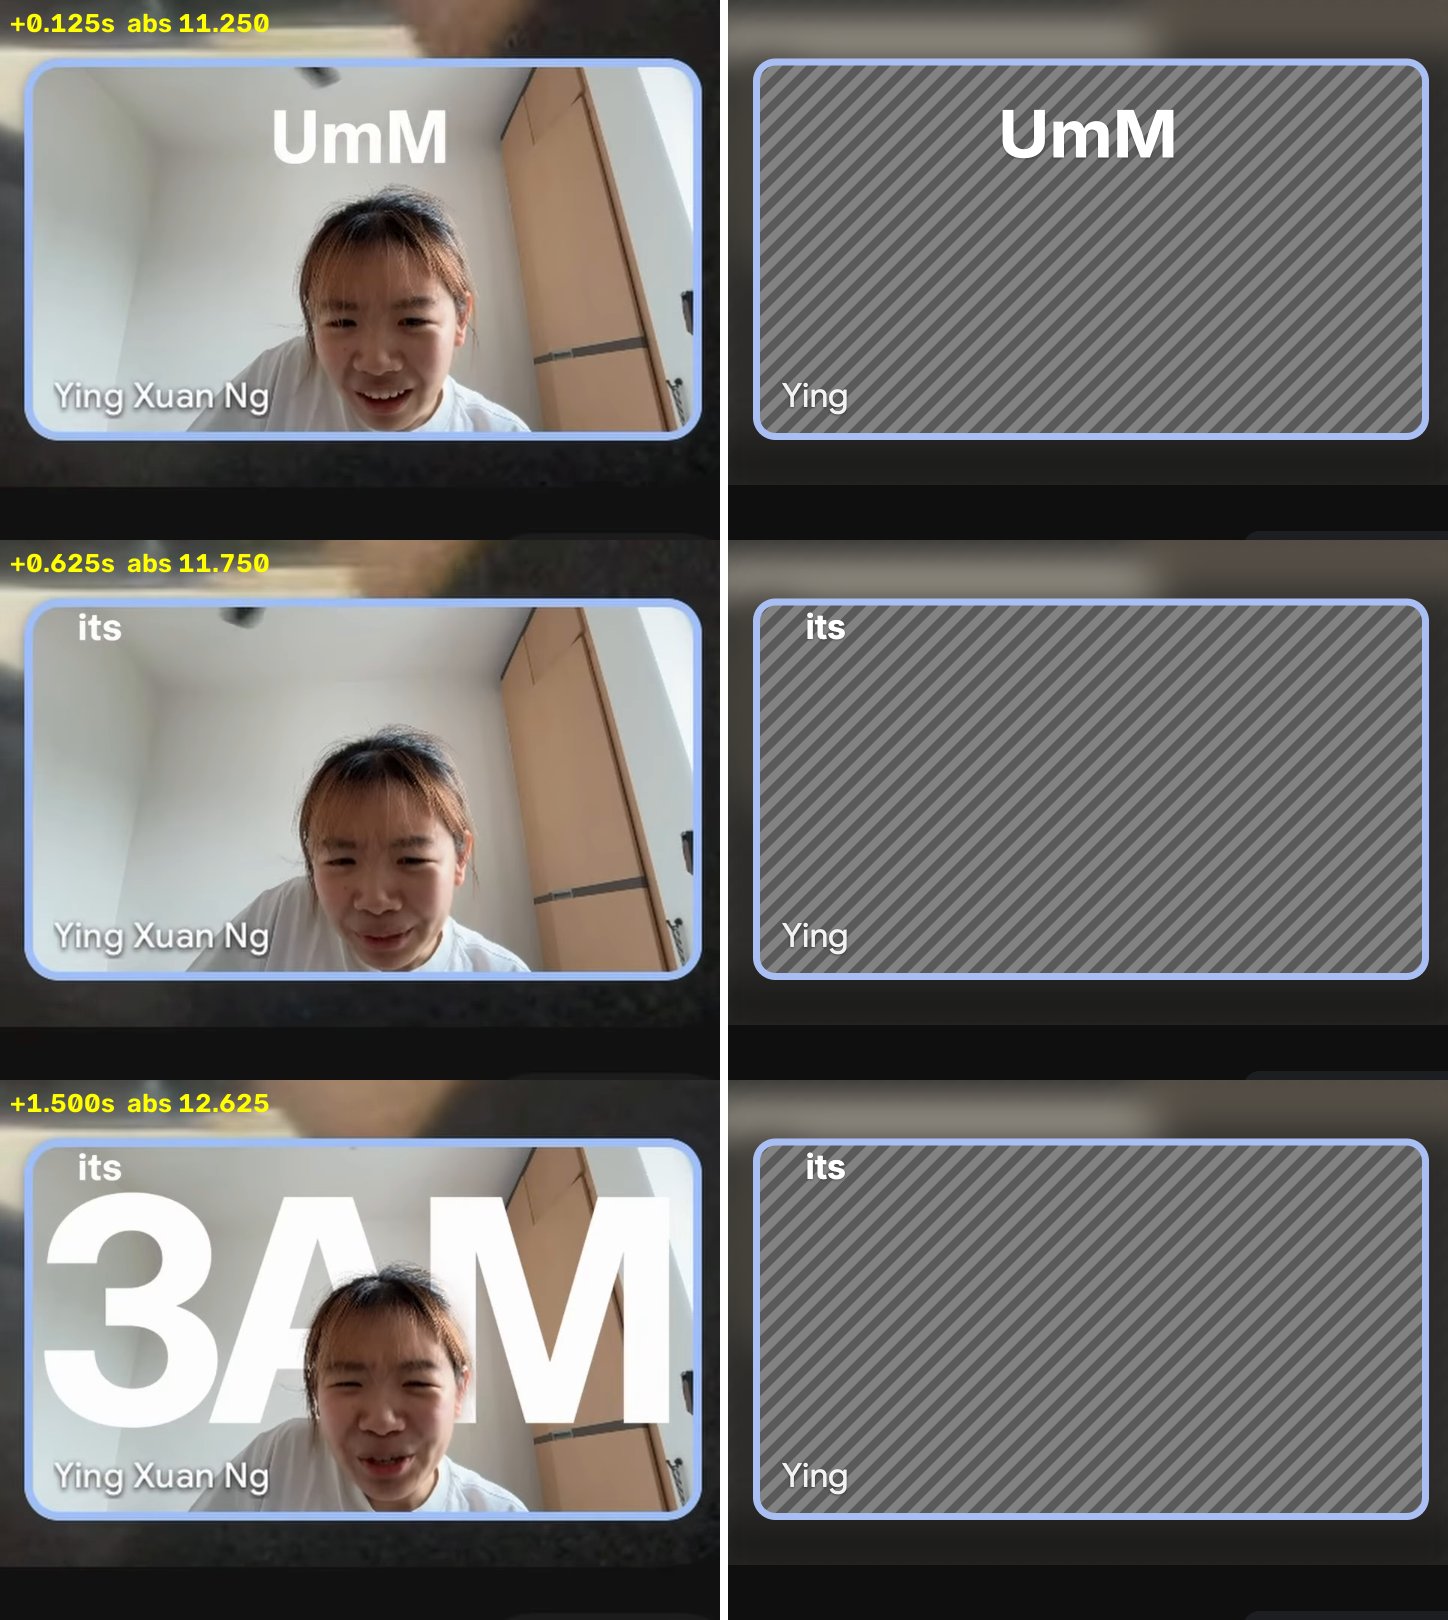 +0.125s abs 11.250
UmM
Ying Xuan Ng
UmM
Ying
+0.625s abs 11.750
its
Ying Xuan Ng
its
Ying
+1.500s abs 12.625
its
3AM
Ying Xuan Ng
its
Ying